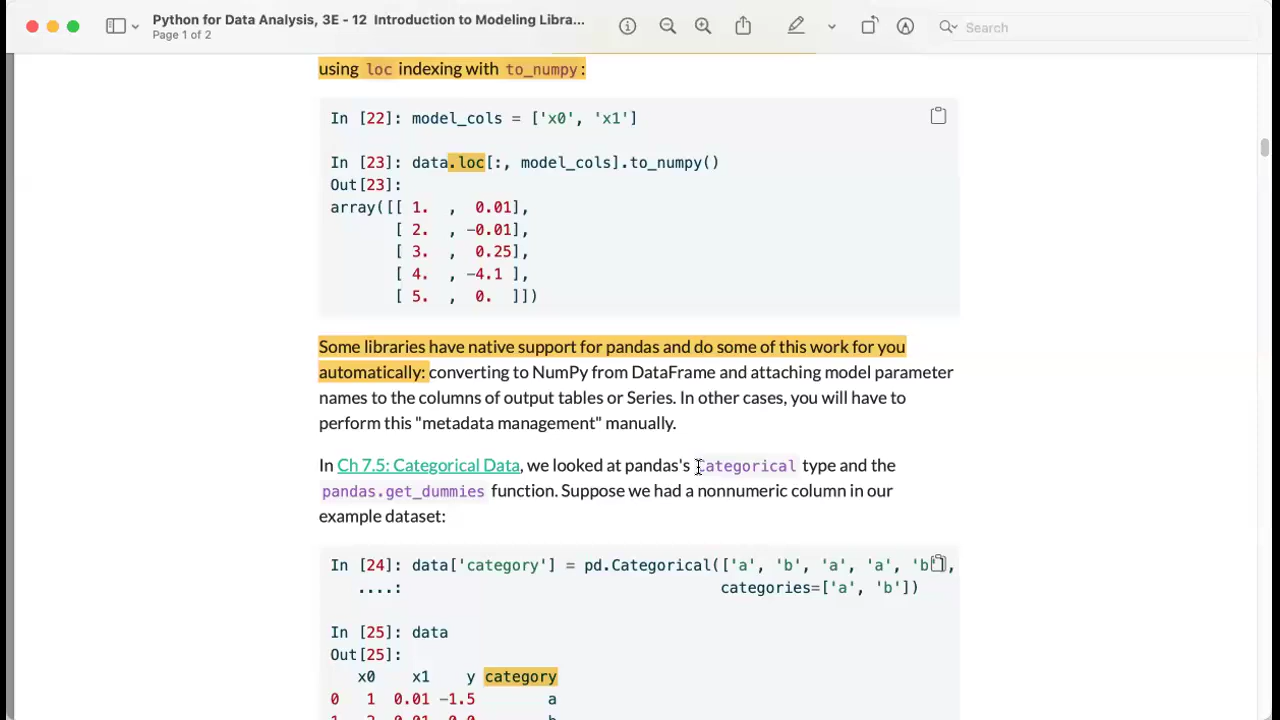 Python for Data Analysis, 3E - 12 Introduction to Modeling Libra...
Page 1 of 2
Search
using loc indexing with to_numpy:
In [22]: model_cols = ['x0', 'x1']
In [23]: data.loc[:, model_cols].to_numpy()
Out[23]:
array([[ 1. , 0.01],
[ 2. , -0.01],
[ 3. , 0.25],
[ 4. , -4.1 ],
[ 5. , 0. ]])
Some libraries have native support for pandas and do some of this work for you
automatically: converting to NumPy from DataFrame and attaching model parameter
names to the columns of output tables or Series. In other cases, you will have to
perform this "metadata management" manually.
In Ch 7.5: Categorical Data, we looked at pandas's Categorical type and the
pandas.get_dummies function. Suppose we had a nonnumeric column in our
example dataset:
In [24]: data['category'] = pd.Categorical(['a', 'b', 'a', 'a', 'b'],
....: categories=['a', 'b'])
In [25]: data
Out[25]:
x0 x1 y category
0 1 0.01 -1.5 a